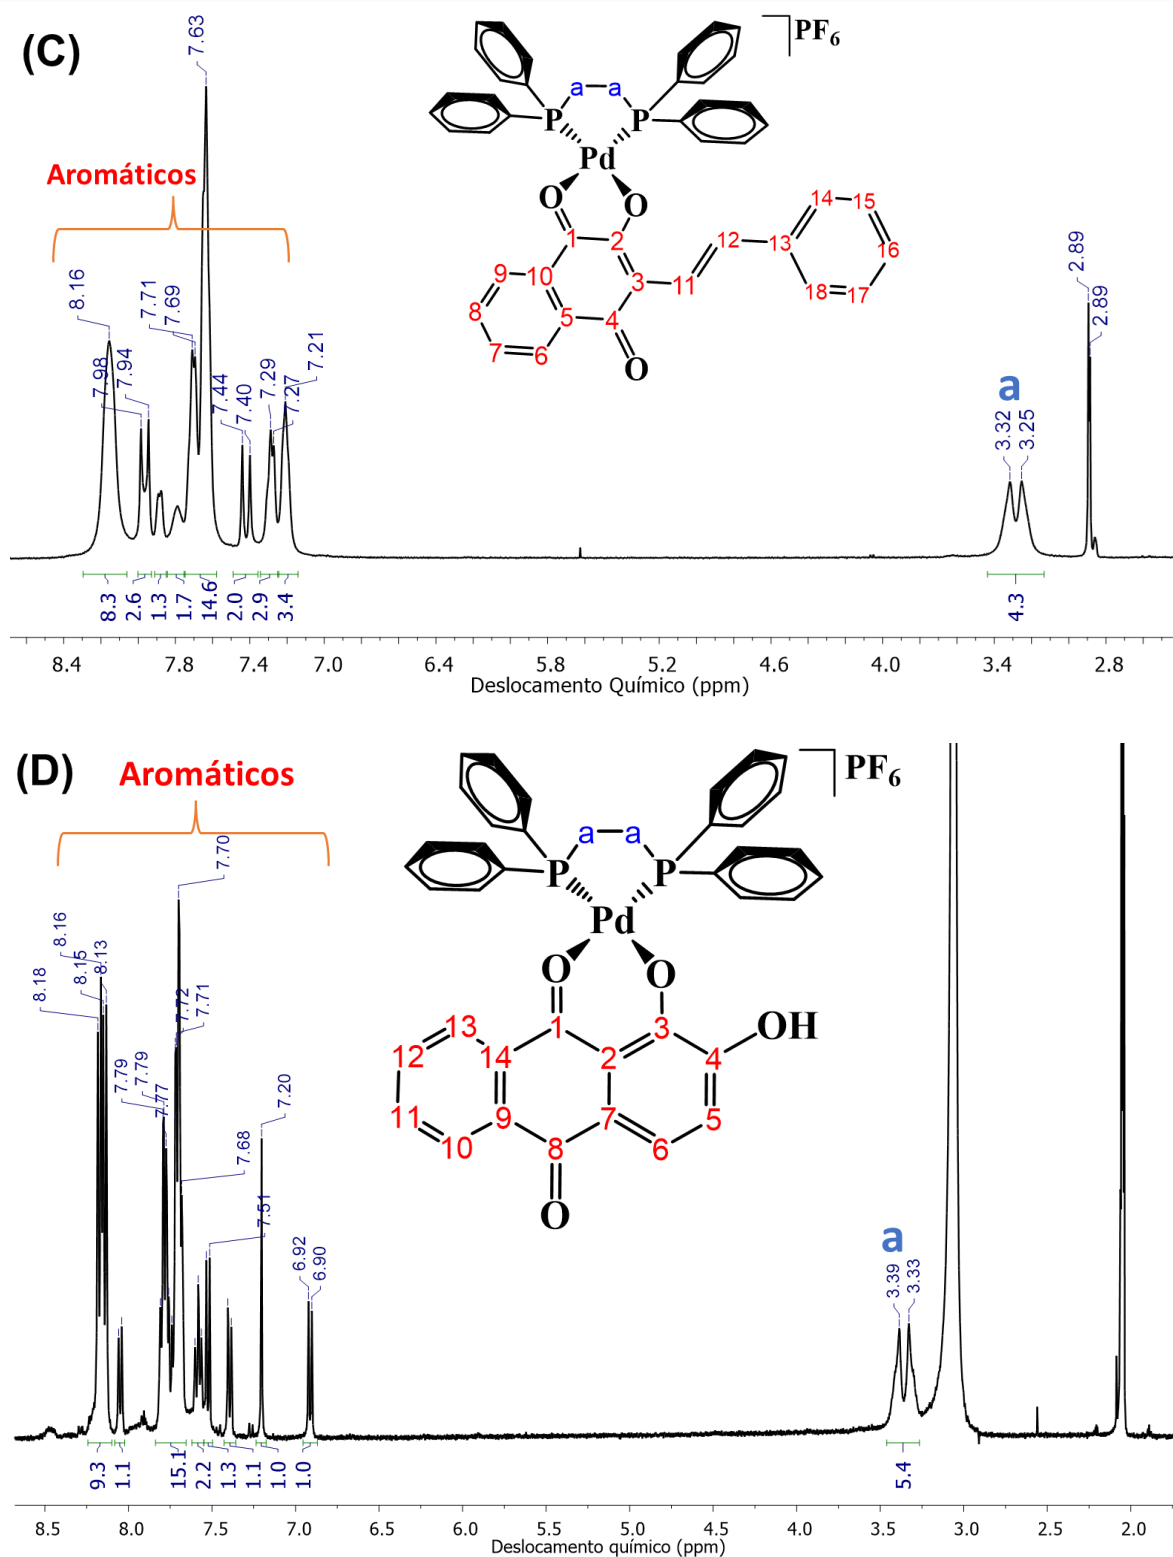 (C)
PF6
Aromáticos
a a
P P
Pd
O O
1 2 12 13 14 15 16 17 18
9 10 3 11
8 5 4
7 6
O
8.16
7.98
7.94
7.71
7.69
7.63
7.44
7.40
7.29
7.27
7.21
a
3.32
3.25
2.89
2.89
8.3 2.6 1.3 1.7 14.6 2.0 2.9 3.4 4.3
8.4 7.8 7.4 7.0 6.4 5.8 5.2 4.6 4.0 3.4 2.8
Deslocamento Químico (ppm)
(D)
PF6
Aromáticos
a a
P P
Pd
O O
OH
13 1 3
12 14 2 4
11 9 7 5
10 8 6
O
8.18
8.16
8.15
8.13
7.79
7.79
7.77
7.72
7.71
7.70
7.68
7.51
7.20
6.92
6.90
a
3.39
3.33
9.3 1.1 15.1 2.2 1.3 1.1 1.0 1.0 5.4
8.5 8.0 7.5 7.0 6.5 6.0 5.5 5.0 4.5 4.0 3.5 3.0 2.5 2.0
Deslocamento químico (ppm)